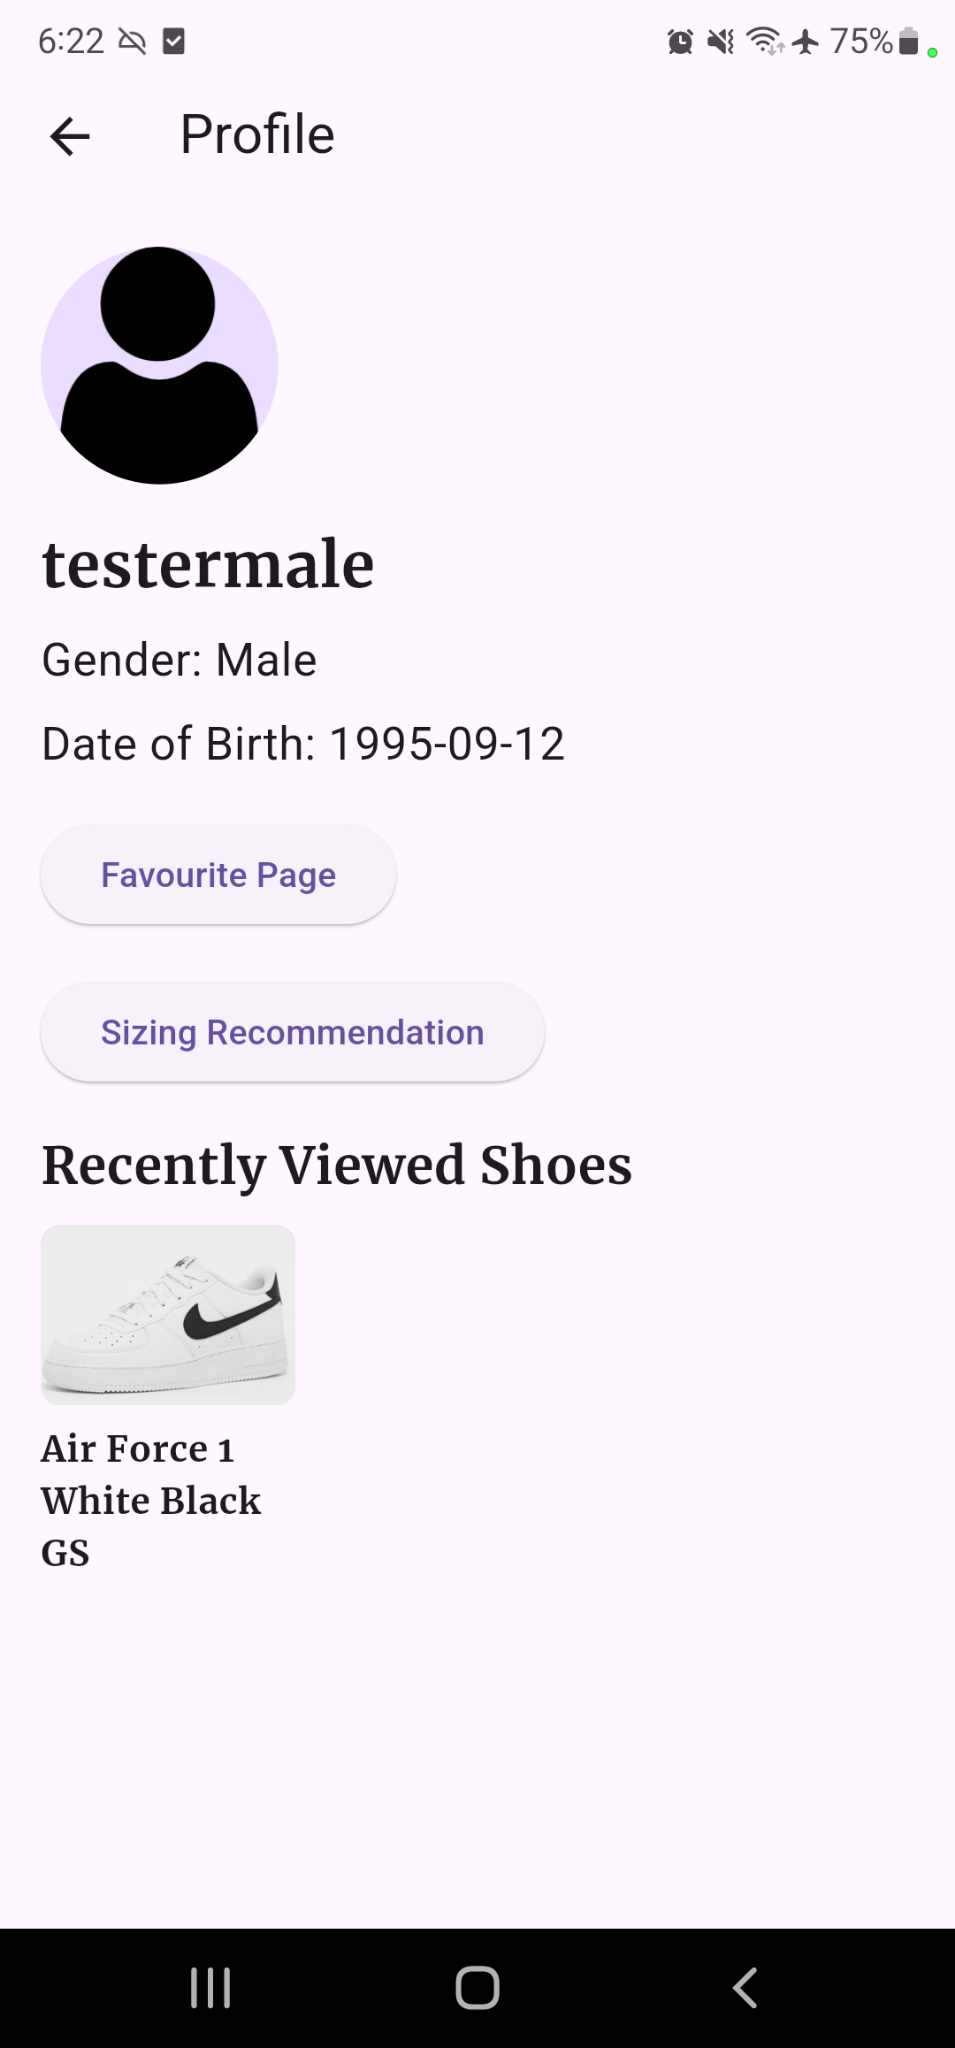 6:22
75%
Profile
testermale
Gender: Male
Date of Birth: 1995-09-12
Favourite Page
Sizing Recommendation
Recently Viewed Shoes
Air Force 1
White Black
GS